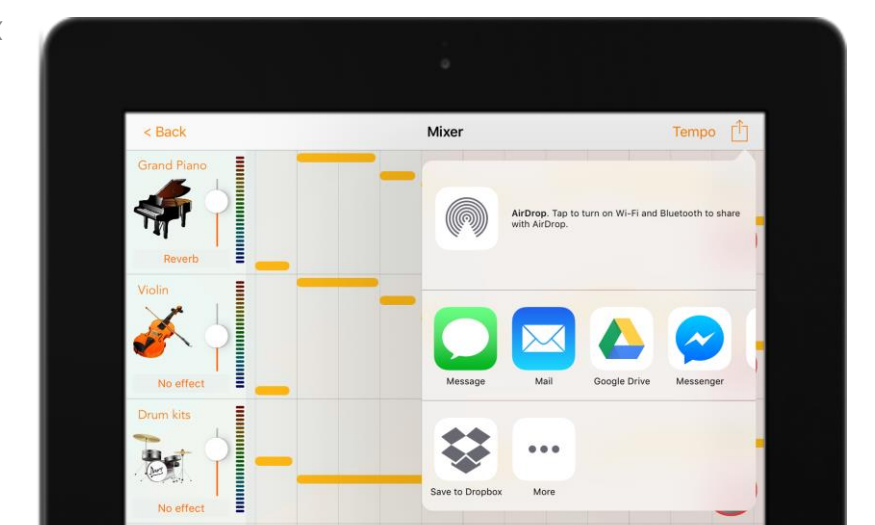 < Back
Mixer
Tempo
Grand Piano
Reverb
AirDrop. Tap to turn on Wi-Fi and Bluetooth to share
with AirDrop.
Violin
No effect
Message
Mail
Google Drive
Messenger
Drum kits
No effect
Save to Dropbox
More